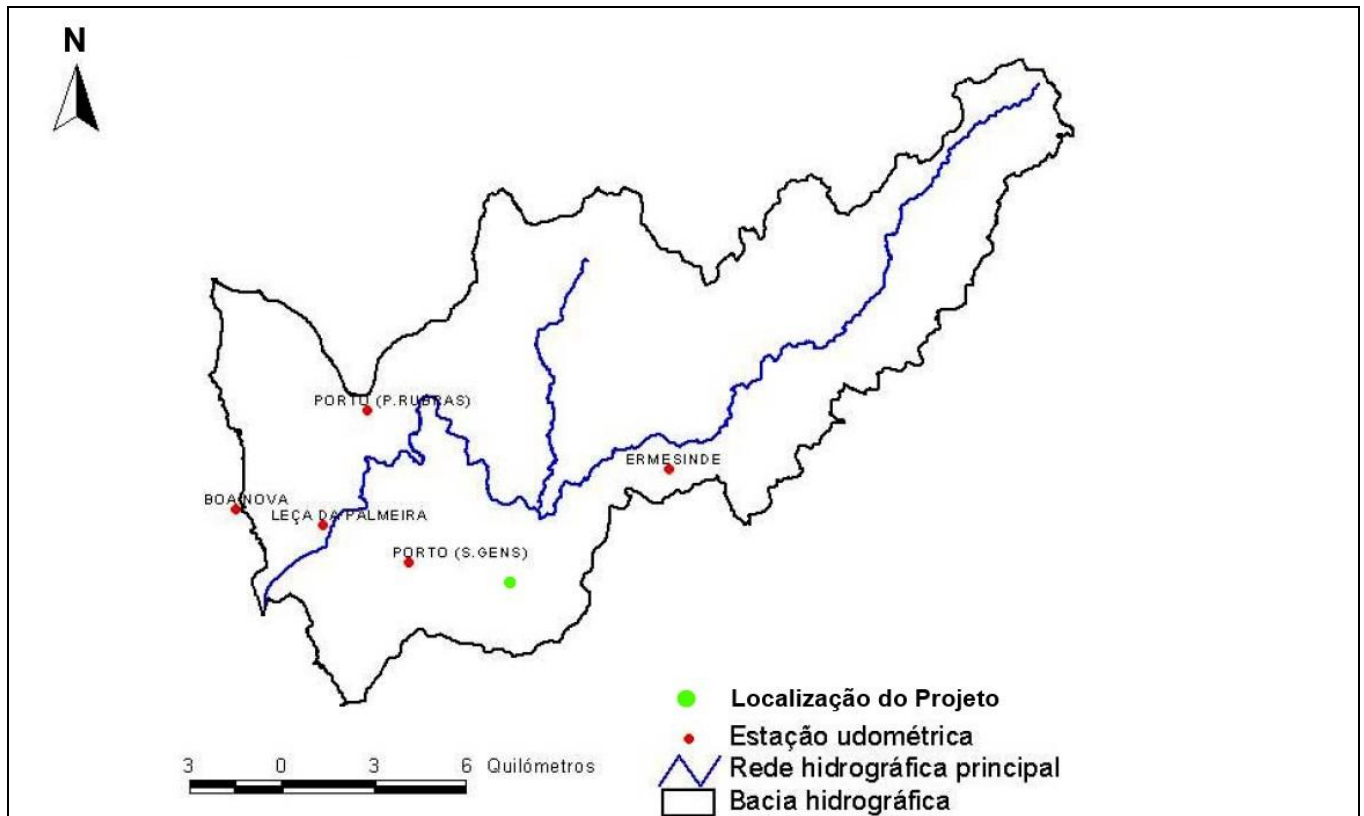 N
PORTO (P.RUBRAS)
ERMESINDE
BOA NOVA
LEÇA DA PALMEIRA
PORTO (S.GENS)
Localização do Projeto
Estação udométrica
Rede hidrográfica principal
Bacia hidrográfica
3 0 3 6 Quilómetros